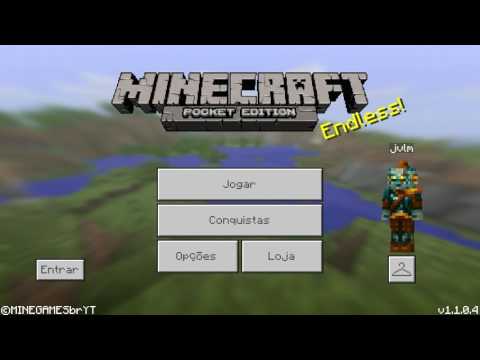 MINECRAFT
POCKET EDITION
Endless!
jvlm
Jogar
Conquistas
Opções
Loja
Entrar
©MINEGAMESbrYT
v1.1.0.4